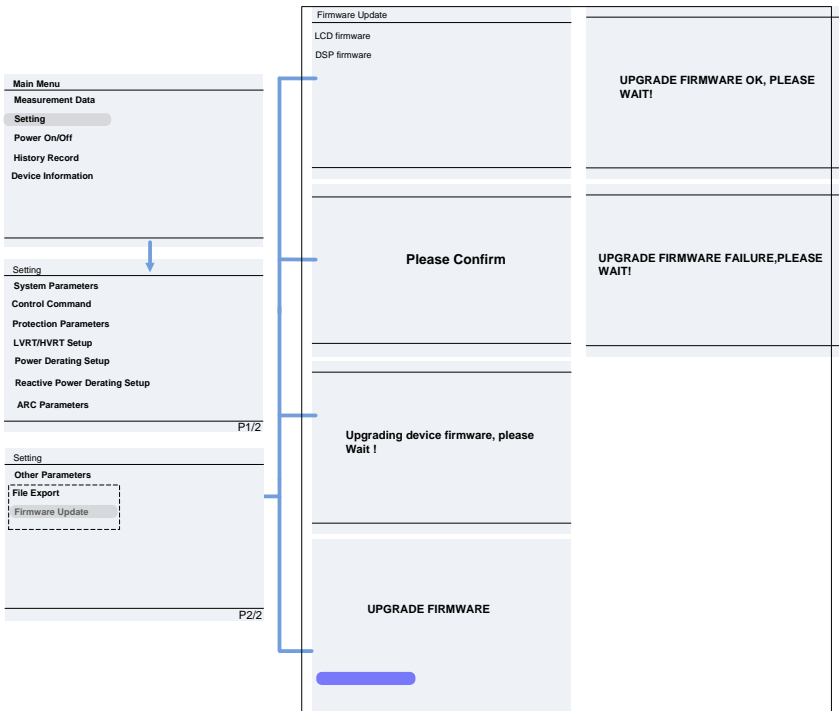 Main Menu
Measurement Data
Setting
Power On/Off
History Record
Device Information
Setting
System Parameters
Control Command
Protection Parameters
LVRT/HVRT Setup
Power Derating Setup
Reactive Power Derating Setup
ARC Parameters
P1/2
Setting
Other Parameters
File Export
Firmware Update
P2/2
Firmware Update
LCD firmware
DSP firmware
Please Confirm
Upgrading device firmware, please
Wait !
UPGRADE FIRMWARE
UPGRADE FIRMWARE OK, PLEASE
WAIT!
UPGRADE FIRMWARE FAILURE,PLEASE
WAIT!